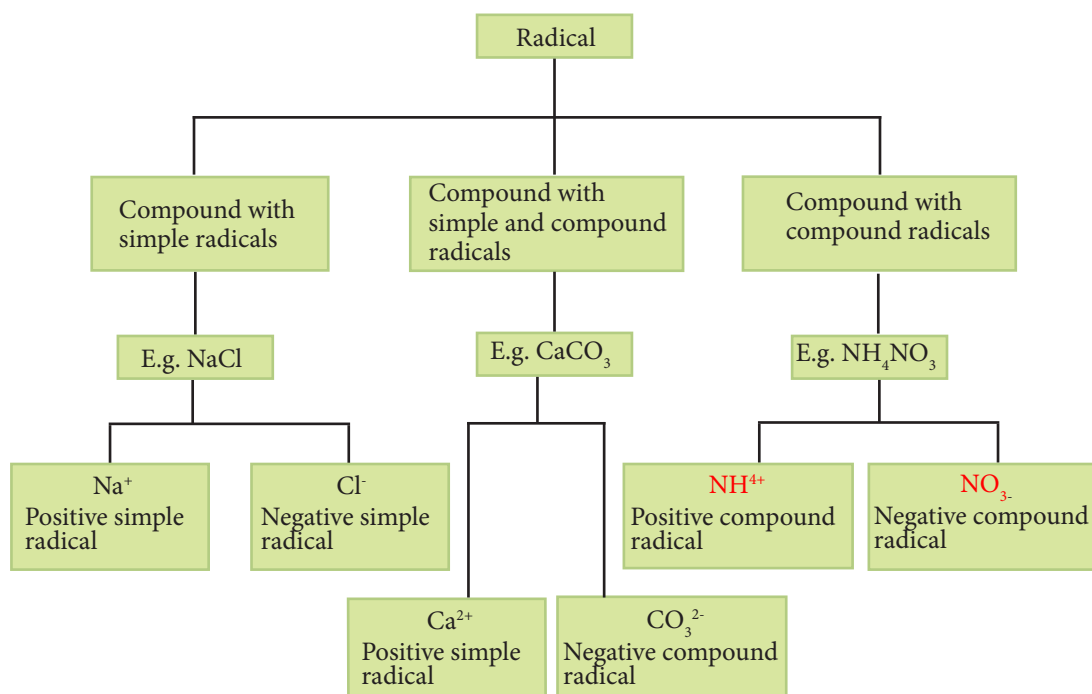 Radical
Compound with
simple radicals
Compound with
simple and compound
radicals
Compound with
compound radicals
E.g. NaCl
E.g. CaCO₃
E.g. NH₄NO₃
Na⁺
Positive simple
radical
Cl⁻
Negative simple
radical
NH⁴⁺
Positive compound
radical
NO₃₋
Negative compound
radical
Ca²⁺
Positive simple
radical
CO₃²⁻
Negative compound
radical